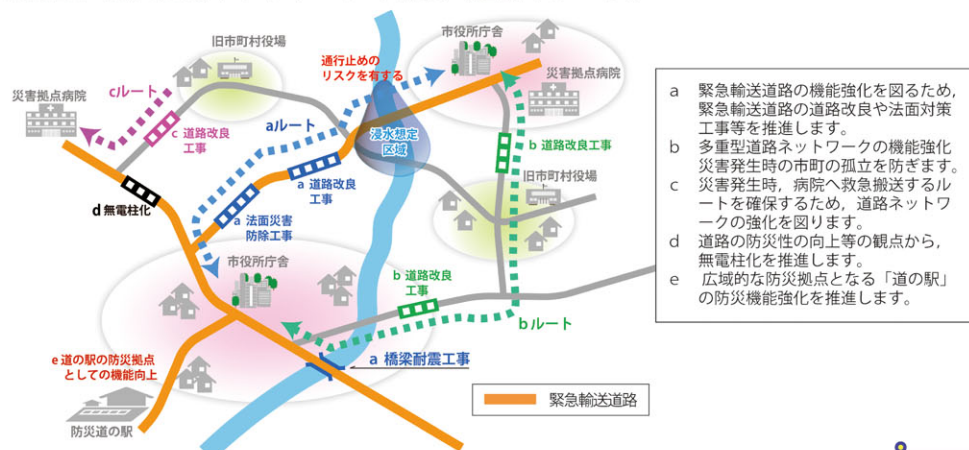 旧市町村役場
災害拠点病院
cルート
c 道路改良
工事
d 無電柱化
通行止めの
リスクを有する
aルート
浸水想定
区域
市役所庁舎
災害拠点病院
a 道路改良
工事
a 法面災害
防除工事
b 道路改良工事
旧市町村役場
市役所庁舎
b 道路改良
工事
bルート
a 橋梁耐震工事
e 道の駅の防災拠点
としての機能向上
防災道の駅
緊急輸送道路
a 緊急輸送道路の機能強化を図るため,
緊急輸送道路の道路改良や法面対策
工事等を推進します。
b 多重型道路ネットワークの機能強化
災害発生時の市町の孤立を防ぎます。
c 災害発生時,病院へ救急搬送するル
ートを確保するため,道路ネットワ
ークの強化を図ります。
d 道路の防災性の向上等の観点から,
無電柱化を推進します。
e 広域的な防災拠点となる「道の駅」
の防災機能強化を推進します。